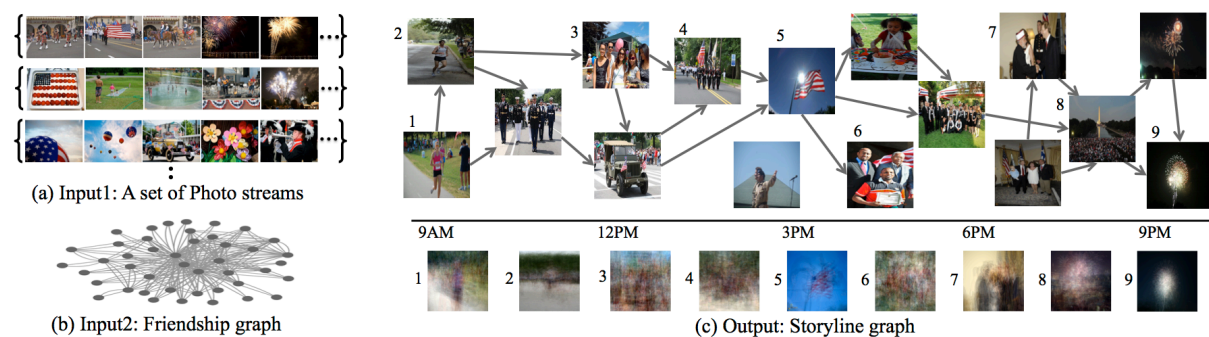 (a) Input1: A set of Photo streams
(b) Input2: Friendship graph
2
3
4
5
7
1
6
8
9
9AM
12PM
3PM
6PM
9PM
1
2
3
4
5
6
7
8
9
(c) Output: Storyline graph